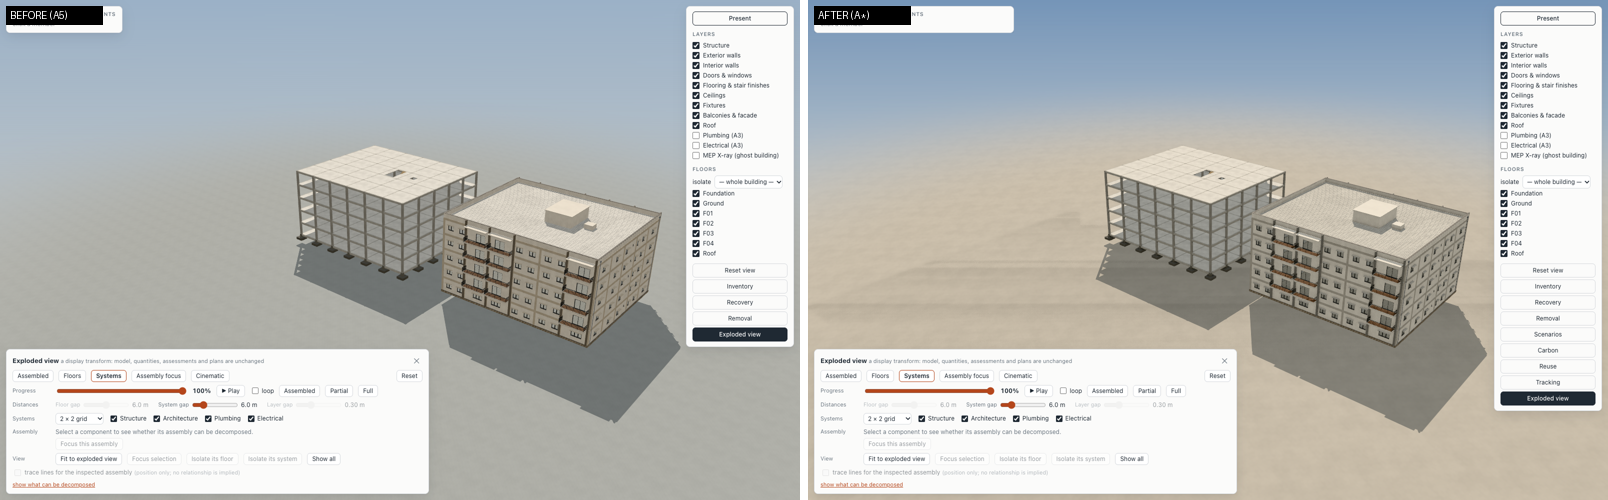 BEFORE (A5)
NTS
Present
LAYERS
Structure
Exterior walls
Interior walls
Doors & windows
Flooring & stair finishes
Ceilings
Fixtures
Balconies & facade
Roof
Plumbing (A3)
Electrical (A3)
MEP X-ray (ghost building)
FLOORS
isolate — whole building —
Foundation
Ground
F01
F02
F03
F04
Roof
Reset view
Inventory
Recovery
Removal
Exploded view
Exploded view a display transform: model, quantities, assessments and plans are unchanged ×
Assembled Floors Systems Assembly focus Cinematic Reset
Progress 100% ▶ Play loop Assembled Partial Full
Distances Floor gap 6.0 m System gap 6.0 m Layer gap 0.30 m
Systems 2 × 2 grid Structure Architecture Plumbing Electrical
Assembly Select a component to see whether its assembly can be decomposed.
Focus this assembly
View Fit to exploded view Focus selection Isolate its floor Isolate its system Show all
trace lines for the inspected assembly (position only; no relationship is implied)
show what can be decomposed
AFTER (A*)
NTS
Present
LAYERS
Structure
Exterior walls
Interior walls
Doors & windows
Flooring & stair finishes
Ceilings
Fixtures
Balconies & facade
Roof
Plumbing (A3)
Electrical (A3)
MEP X-ray (ghost building)
FLOORS
isolate — whole building —
Foundation
Ground
F01
F02
F03
F04
Roof
Reset view
Inventory
Recovery
Removal
Scenarios
Carbon
Reuse
Tracking
Exploded view
Exploded view a display transform: model, quantities, assessments and plans are unchanged ×
Assembled Floors Systems Assembly focus Cinematic Reset
Progress 100% ▶ Play loop Assembled Partial Full
Distances Floor gap 6.0 m System gap 6.0 m Layer gap 0.30 m
Systems 2 × 2 grid Structure Architecture Plumbing Electrical
Assembly Select a component to see whether its assembly can be decomposed.
Focus this assembly
View Fit to exploded view Focus selection Isolate its floor Isolate its system Show all
trace lines for the inspected assembly (position only; no relationship is implied)
show what can be decomposed